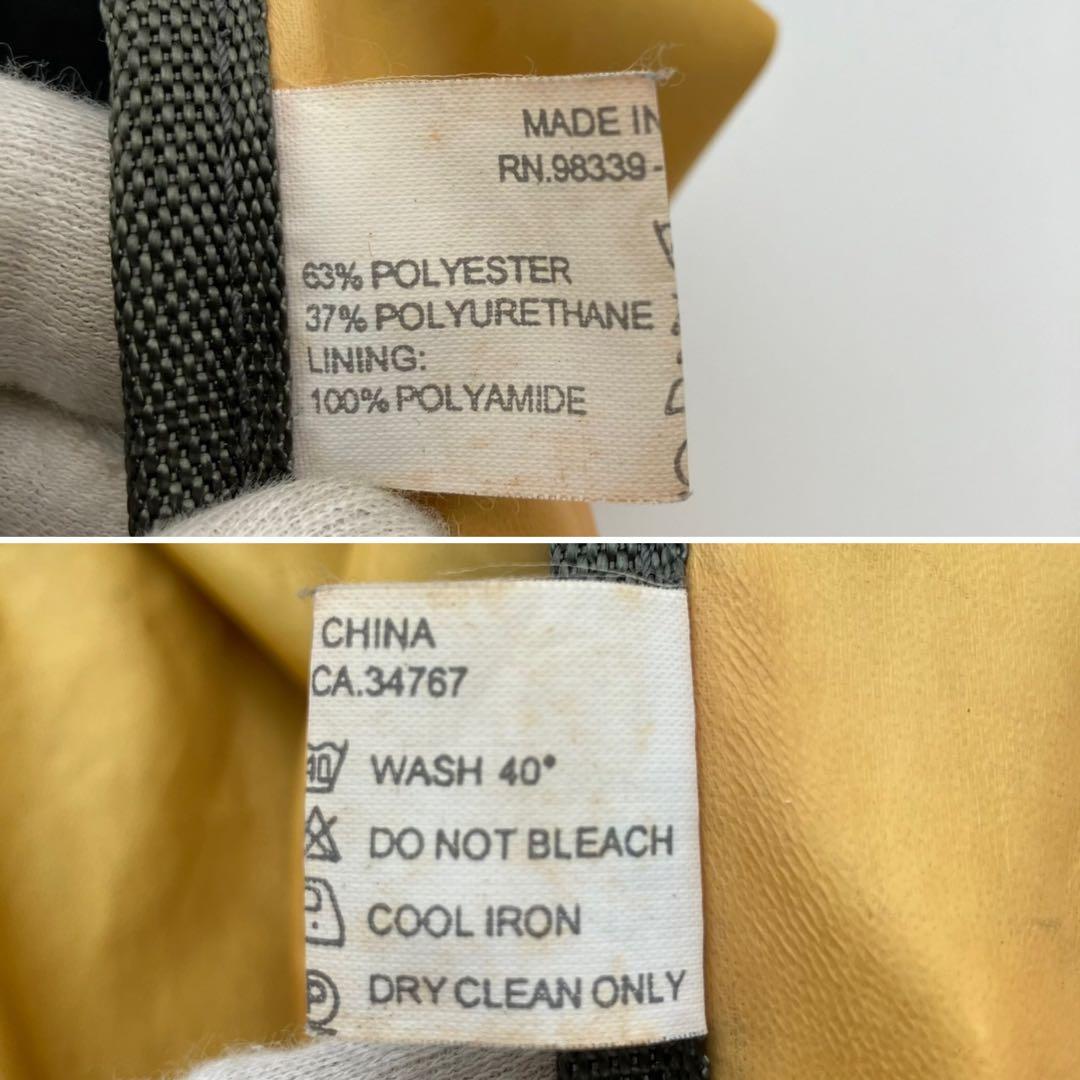 MADE IN
RN.98339-
63% POLYESTER
37% POLYURETHANE
LINING:
100% POLYAMIDE
CHINA
CA.34767
40 WASH 40°
DO NOT BLEACH
COOL IRON
P DRY CLEAN ONLY